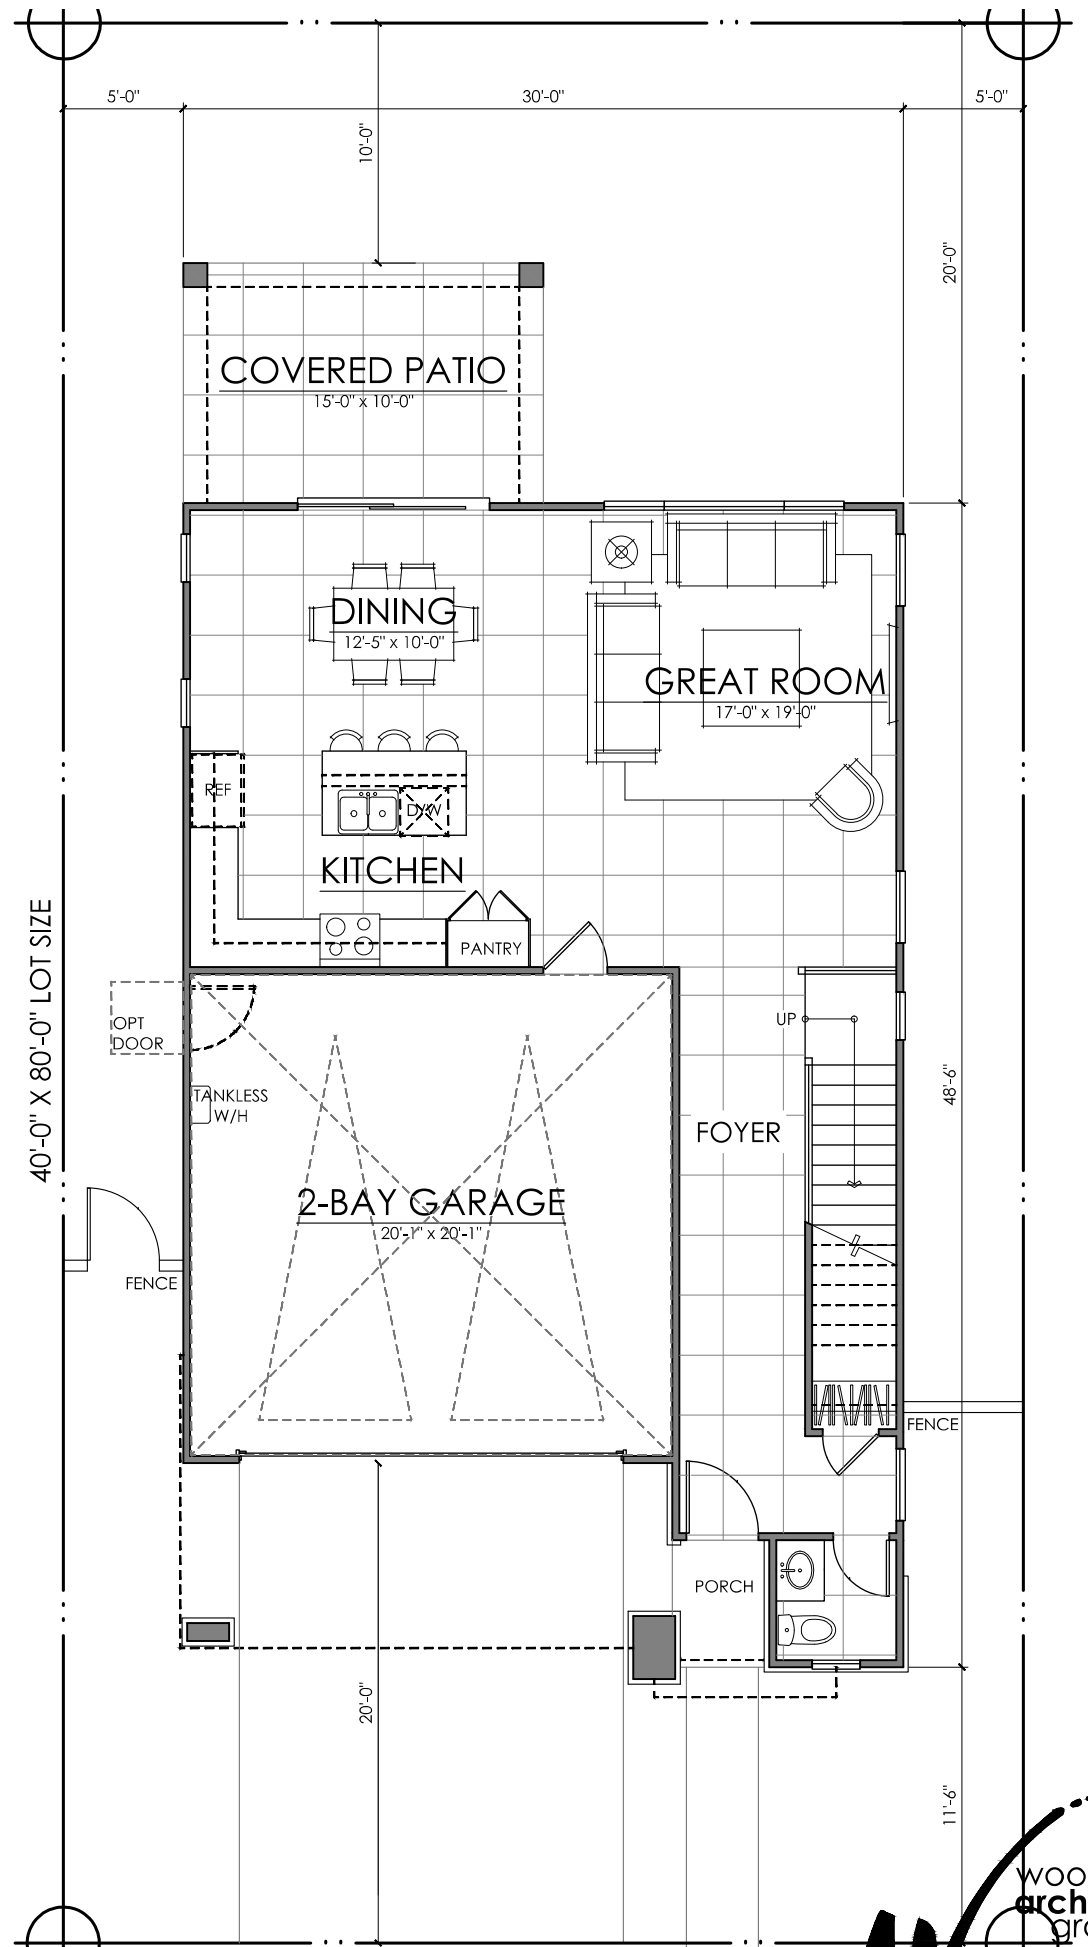 5'-0"
30'-0"
5'-0"
10'-0"
20'-0"
COVERED PATIO
15'-0" x 10'-0"
DINING
12'-5" x 10'-0"
GREAT ROOM
17'-0" x 19'-0"
REF
D/W
KITCHEN
PANTRY
40'-0" X 80'-0" LOT SIZE
OPT
DOOR
UP
TANKLESS
W/H
48'-6"
FOYER
2-BAY GARAGE
20'-1" x 20'-1"
FENCE
FENCE
PORCH
20'-0"
11'-6"